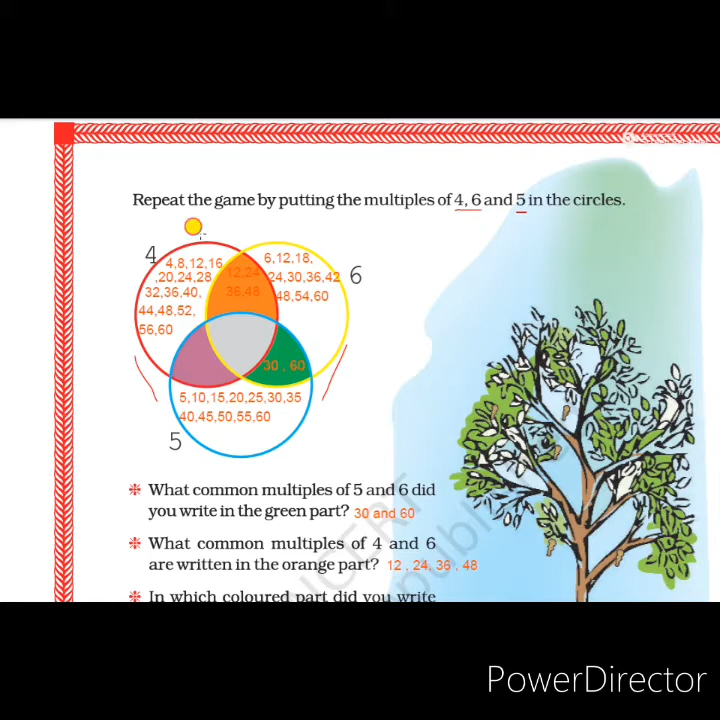 Repeat the game by putting the multiples of 4, 6 and 5 in the circles.
4
4,8,12,16
,20,24,28
32,36,40,
44,48,52,
56,60
12,24
36,48
6,12,18,
24,30,36,42
48,54,60
6
30 , 60
5,10,15,20,25,30,35
40,45,50,55,60
5
❉ What common multiples of 5 and 6 did
you write in the green part? 30 and 60
❉ What common multiples of 4 and 6
are written in the orange part? 12 , 24, 36 , 48
❉ In which coloured part did you write
NCERT
PowerDirector